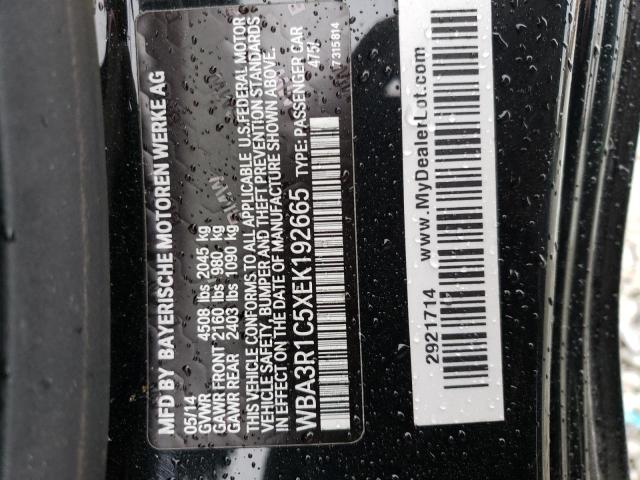 MFD BY BAYERISCHE MOTOREN WERKE AG
05/14
GVWR 4508 lbs 2045 kg
GAWR FRONT 2160 lbs 980 kg
GAWR REAR 2403 lbs 1090 kg
THIS VEHICLE CONFORMS TO ALL APPLICABLE U.S. FEDERAL MOTOR
VEHICLE SAFETY, BUMPER AND THEFT PREVENTION STANDARDS
IN EFFECT ON THE DATE OF MANUFACTURE SHOWN ABOVE.
WBA3R1C5XEK192665 TYPE: PASSENGER CAR
475L
7315814
2921714
www.MyDealerLot.com